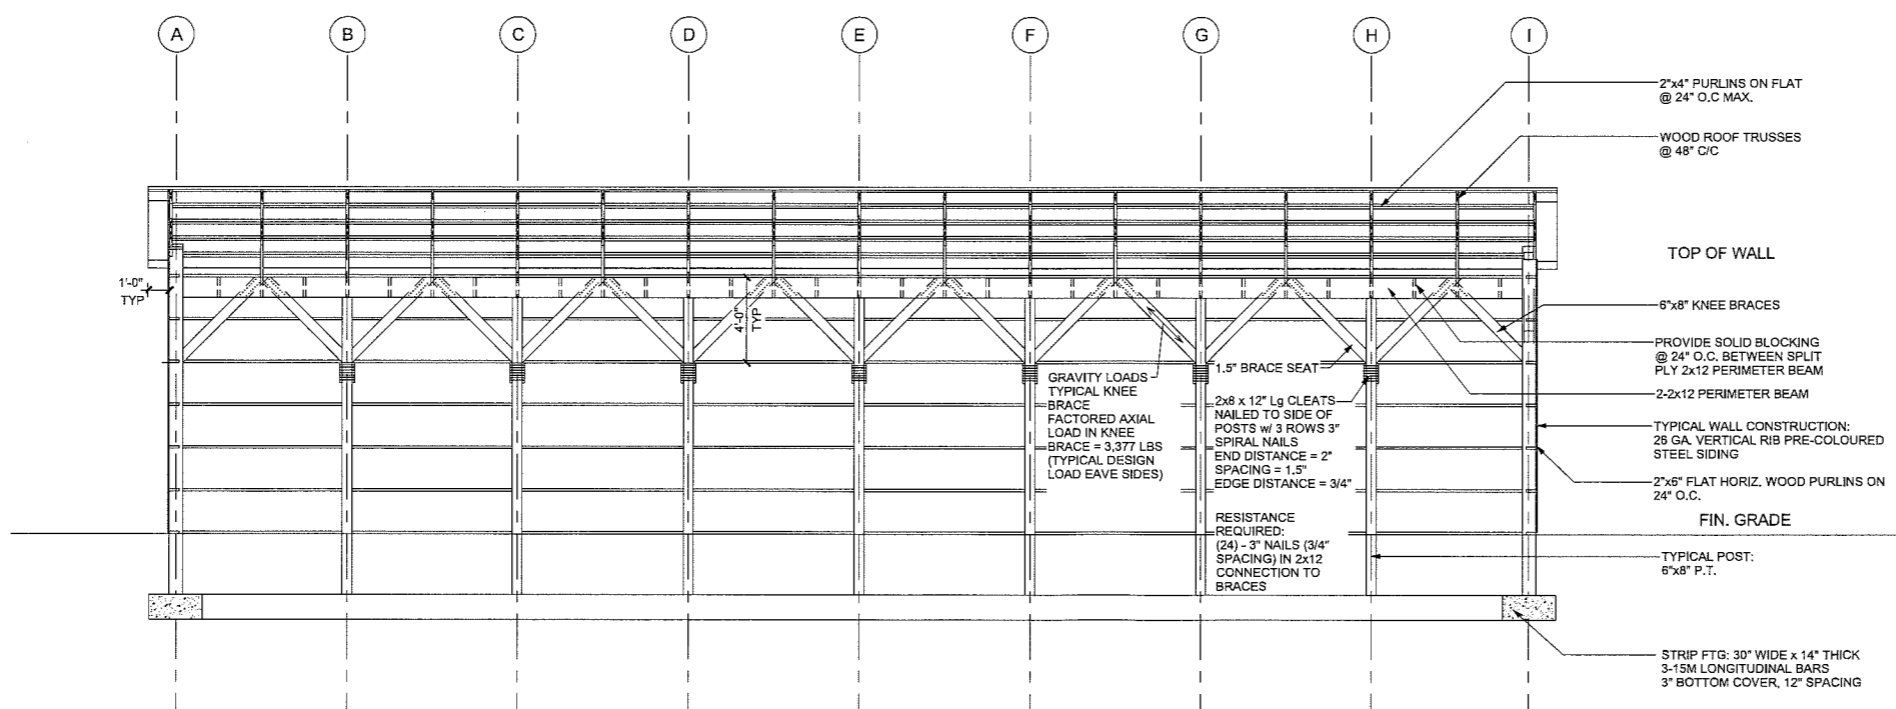 A B C D E F G H I
2"x4" PURLINS ON FLAT
@ 24" O.C MAX.
WOOD ROOF TRUSSES
@ 48" C/C
TOP OF WALL
1'-0"
TYP
4'-0"
TYP
6"x8" KNEE BRACES
PROVIDE SOLID BLOCKING
@ 24" O.C. BETWEEN SPLIT
PLY 2x12 PERIMETER BEAM
2-2x12 PERIMETER BEAM
GRAVITY LOADS
TYPICAL KNEE
BRACE
FACTORED AXIAL
LOAD IN KNEE
BRACE = 3,377 LBS
(TYPICAL DESIGN
LOAD EAVE SIDES)
1.5" BRACE SEAT
2x8 x 12" Lg CLEATS
NAILED TO SIDE OF
POSTS w/ 3 ROWS 3"
SPIRAL NAILS
END DISTANCE = 2"
SPACING = 1.5"
EDGE DISTANCE = 3/4"
RESISTANCE
REQUIRED:
(24) - 3" NAILS (3/4"
SPACING) IN 2x12
CONNECTION TO
BRACES
TYPICAL WALL CONSTRUCTION:
26 GA. VERTICAL RIB PRE-COLOURED
STEEL SIDING
2"x6" FLAT HORIZ. WOOD PURLINS ON
24" O.C.
FIN. GRADE
TYPICAL POST:
6"x8" P.T.
STRIP FTG: 30" WIDE x 14" THICK
3-15M LONGITUDINAL BARS
3" BOTTOM COVER, 12" SPACING